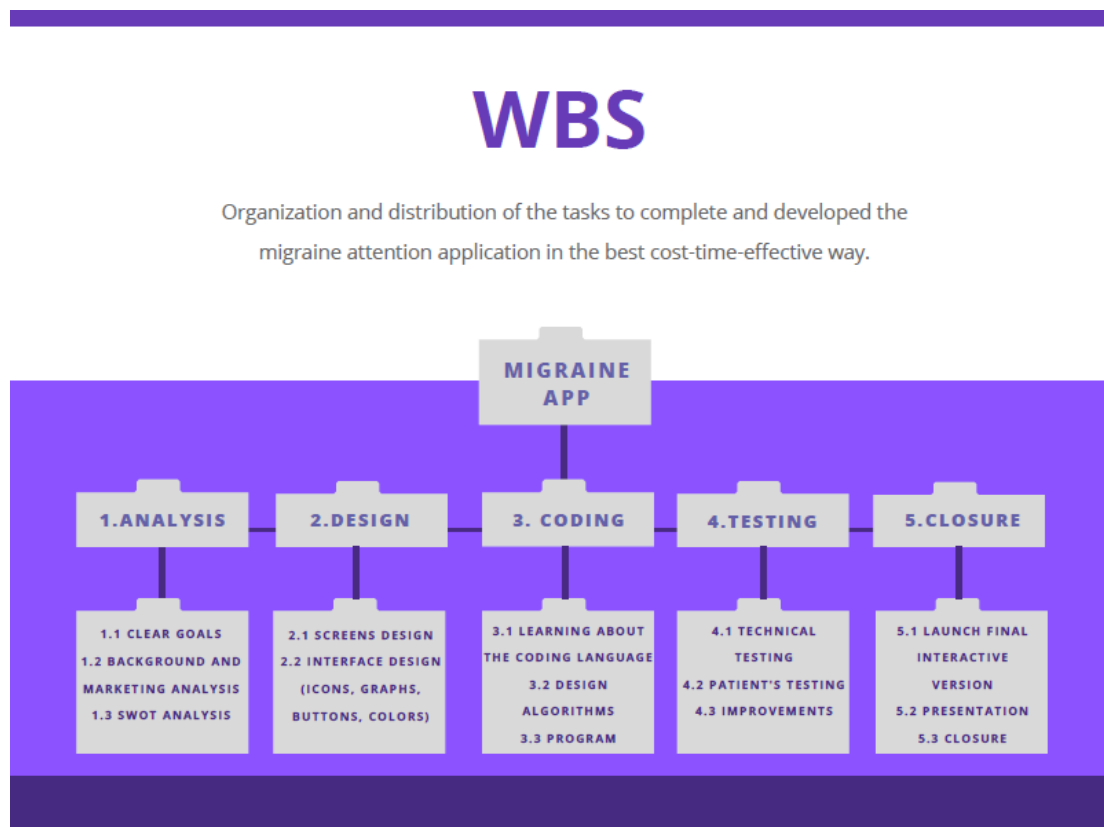 WBS
Organization and distribution of the tasks to complete and developed the
migraine attention application in the best cost-time-effective way.
MIGRAINE
APP
1.ANALYSIS
2.DESIGN
3. CODING
4.TESTING
5.CLOSURE
1.1 CLEAR GOALS
1.2 BACKGROUND AND
MARKETING ANALYSIS
1.3 SWOT ANALYSIS
2.1 SCREENS DESIGN
2.2 INTERFACE DESIGN
(ICONS, GRAPHS,
BUTTONS, COLORS)
3.1 LEARNING ABOUT
THE CODING LANGUAGE
3.2 DESIGN
ALGORITHMS
3.3 PROGRAM
4.1 TECHNICAL
TESTING
4.2 PATIENT'S TESTING
4.3 IMPROVEMENTS
5.1 LAUNCH FINAL
INTERACTIVE
VERSION
5.2 PRESENTATION
5.3 CLOSURE